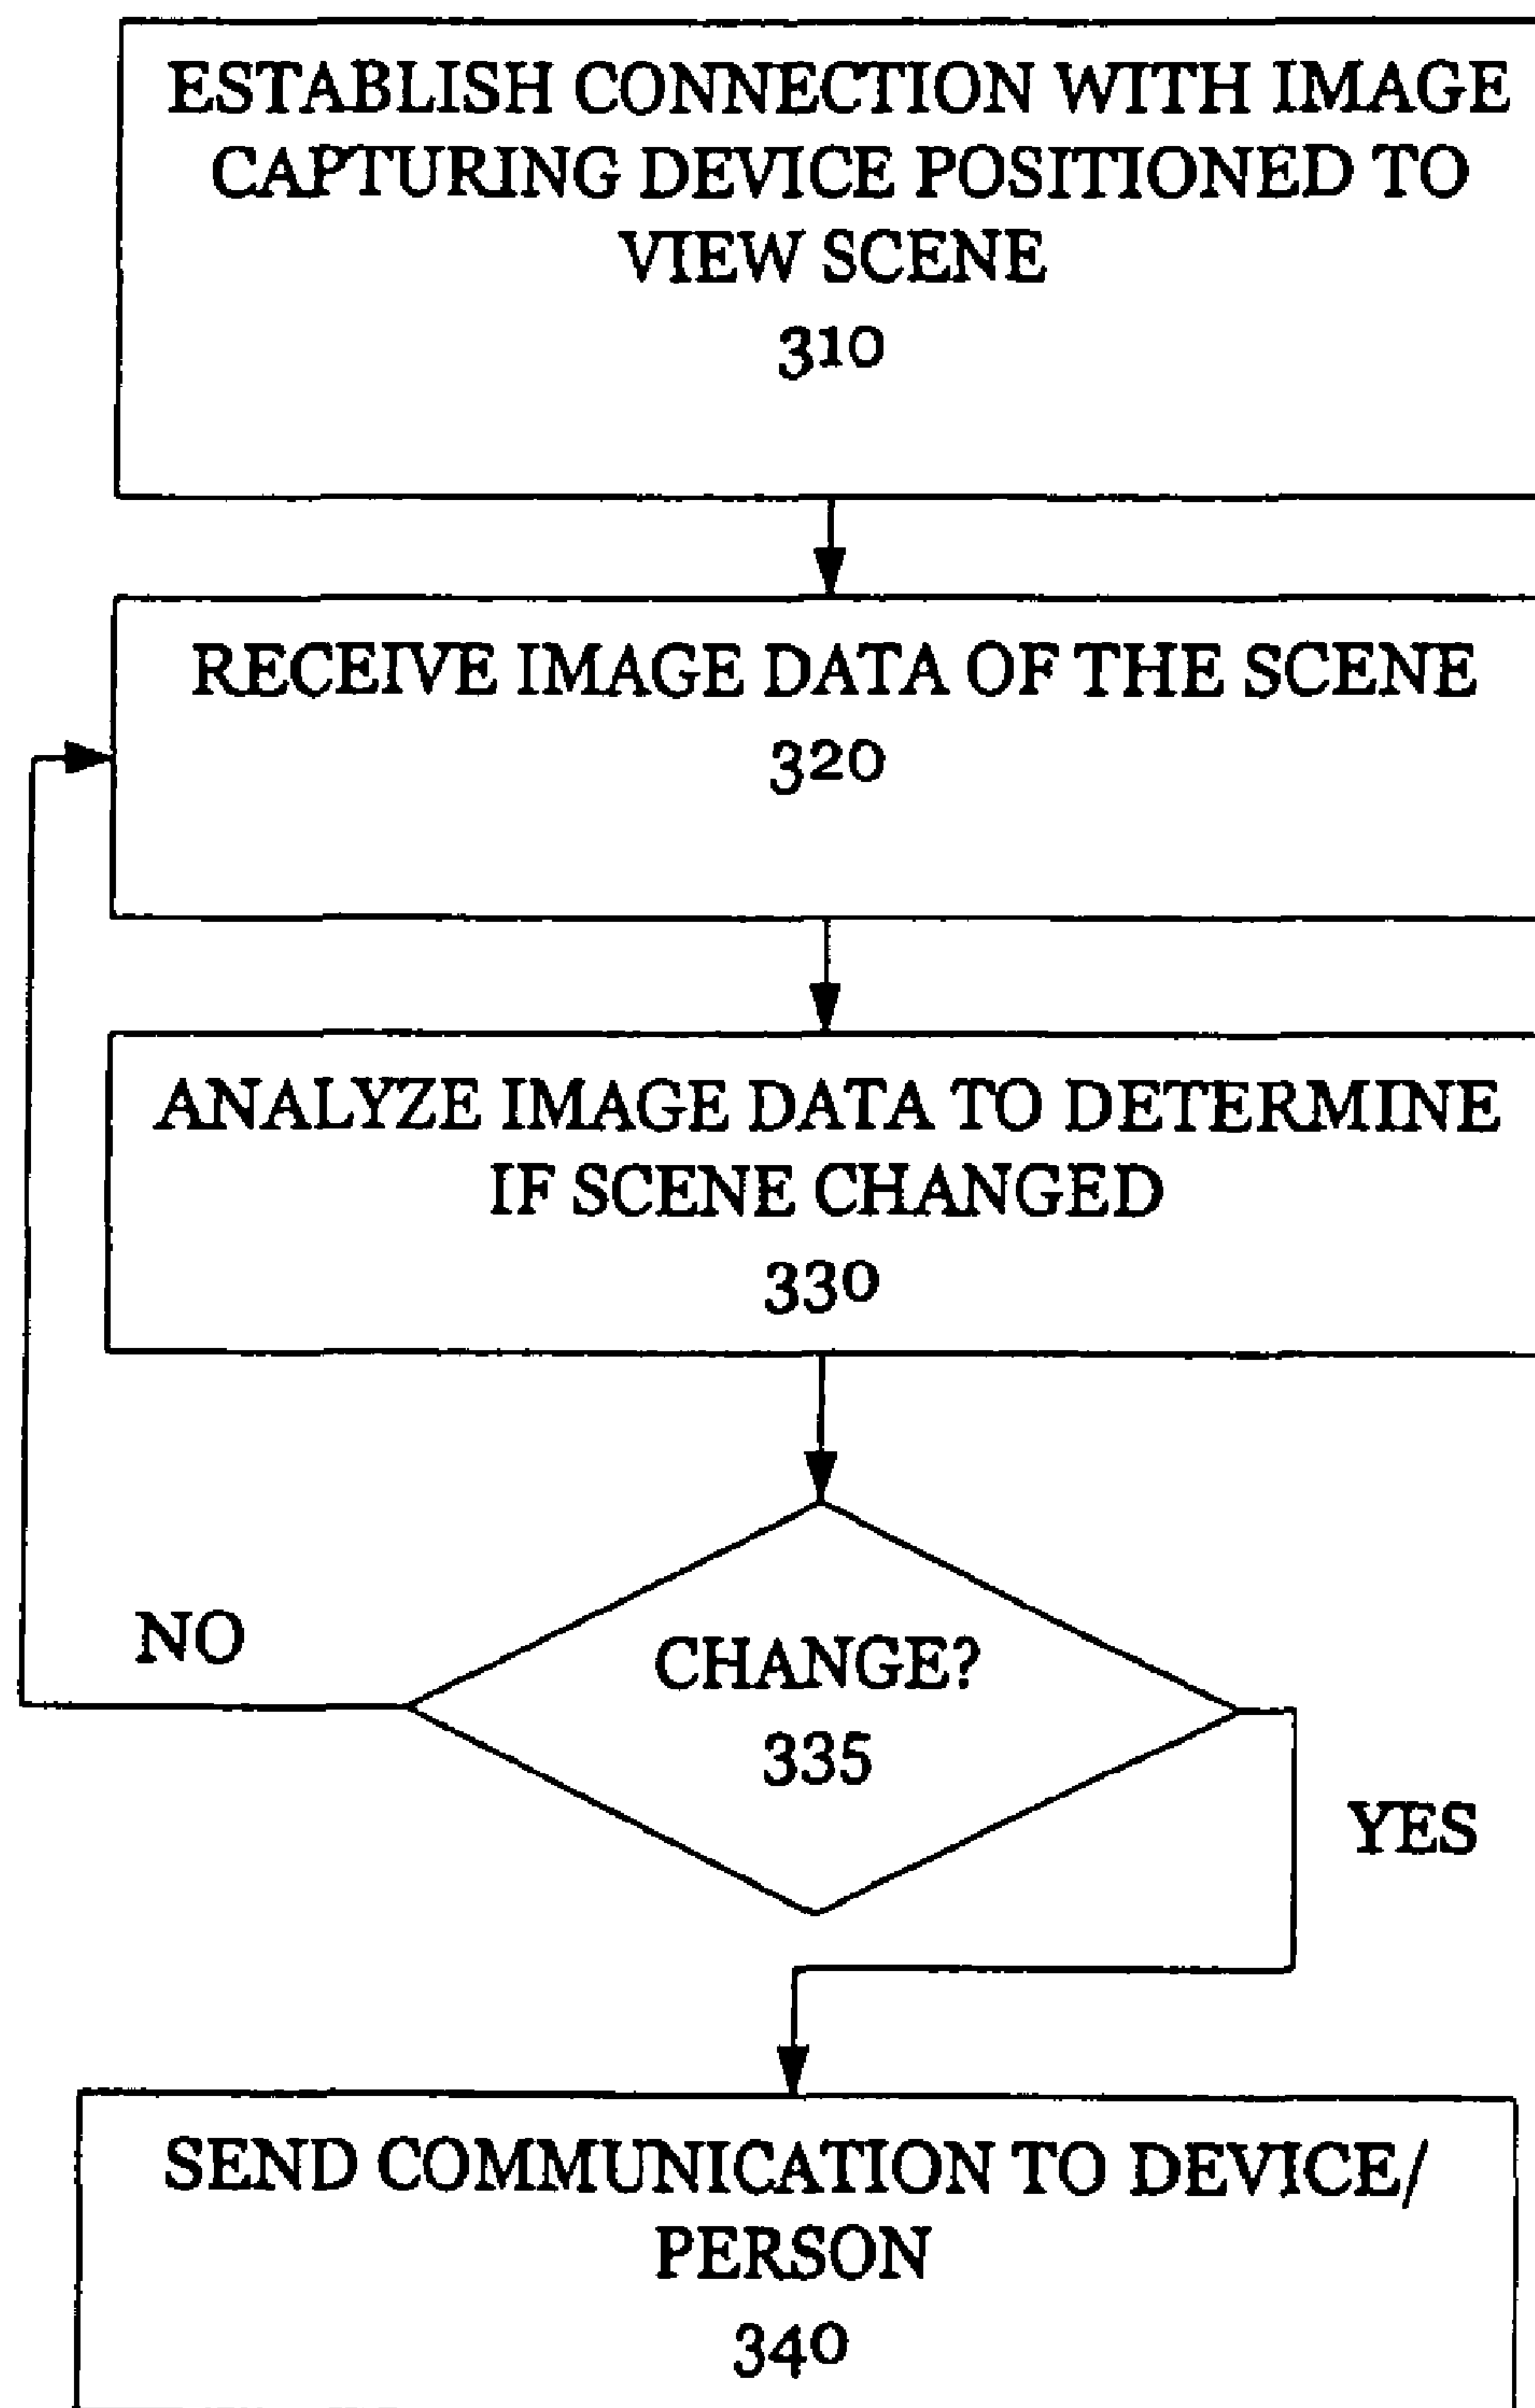 ESTABLISH CONNECTION WITH IMAGE
CAPTURING DEVICE POSITIONED TO
VIEW SCENE
310
RECEIVE IMAGE DATA OF THE SCENE
320
ANALYZE IMAGE DATA TO DETERMINE
IF SCENE CHANGED
330
NO
CHANGE?
335
YES
SEND COMMUNICATION TO DEVICE/
PERSON
340